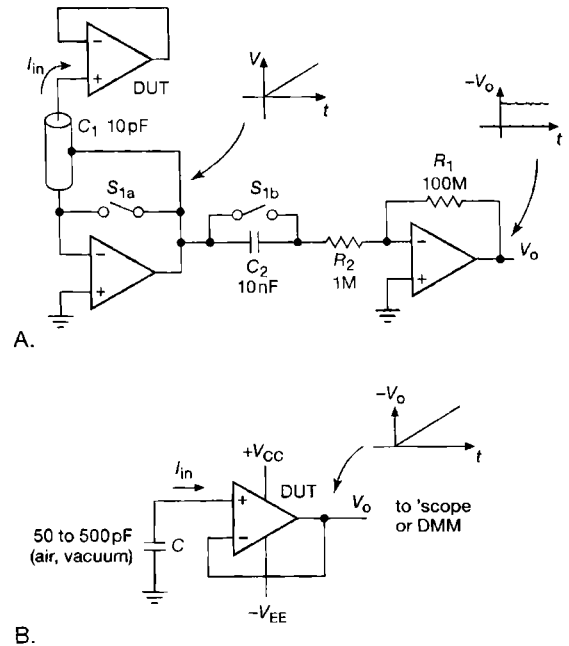 I_in
DUT
C_1 10pF
V
t
-V_o
t
R_1
100M
S_1a
S_1b
-
+
C_2
10nF
R_2
1M
-
+
V_o
A.
-V_o
t
+V_CC
I_in
DUT
+
-
V_o
to 'scope
or DMM
50 to 500pF
(air, vacuum)
C
-V_EE
B.